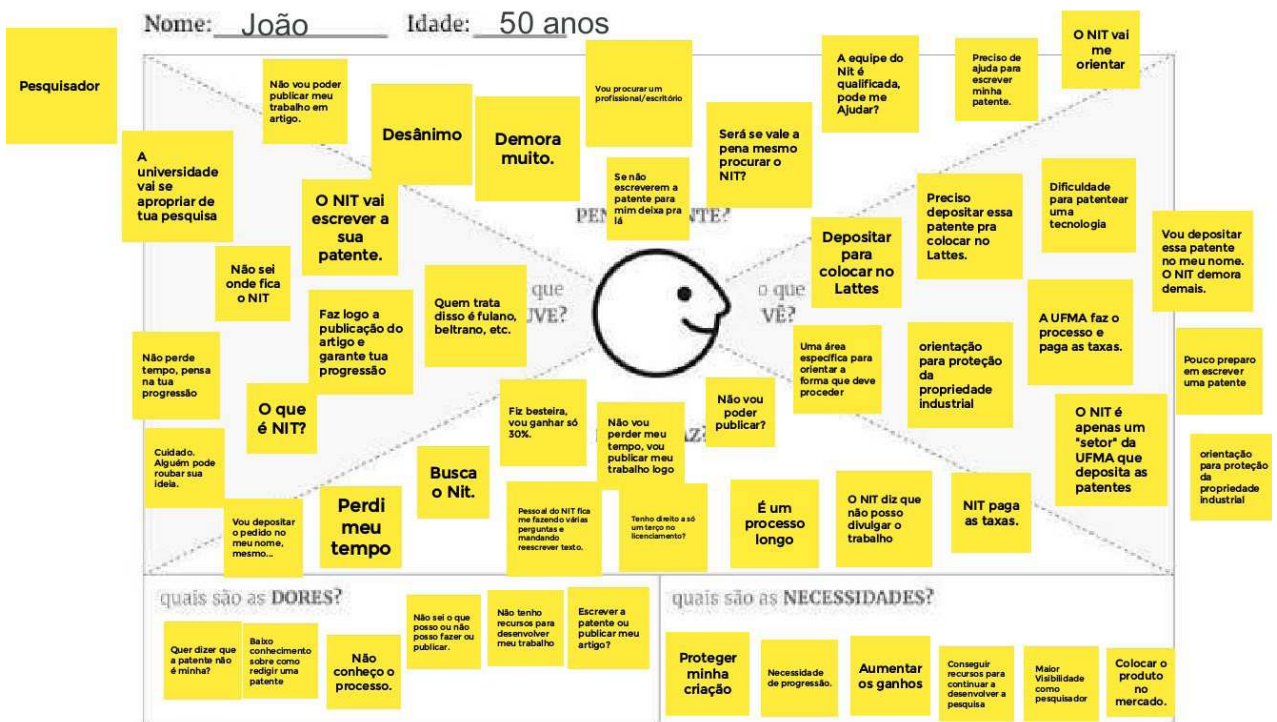 Nome: João Idade: 50 anos
Pesquisador
Não vou poder
publicar meu
trabalho em
artigo.
Desânimo
Demora
muito.
Vou procurar um
profissional/escritório
Será se vale a
pena mesmo
procurar o
NIT?
A equipe do
Nit é
qualificada,
pode me
Ajudar?
Preciso de
ajuda para
escrever
minha
patente.
O NIT vai
me
orientar
A
universidade
vai se
apropriar de
tua pesquisa
O NIT vai
escrever a
sua
patente.
Se não
escreverem a
patente para
mim deixa pra
lá
Não sei
onde fica
o NIT
Faz logo a
publicação do
artigo e
garante tua
progressão
Quem trata
disso é fulano,
beltrano, etc.
que
o que
VÊ?
Depositar
para
colocar no
Lattes
Preciso
depositar essa
patente pra
colocar no
Lattes.
Dificuldade
para patentear
uma
tecnologia
Vou depositar
essa patente
no meu nome.
O NIT demora
demais.
Não perde
tempo, pensa
na tua
progressão
O que
é NIT?
Cuidado.
Alguém pode
roubar sua
ideia.
Uma área
específica para
orientar a
forma que deve
proceder
orientação
para proteção
da
propriedade
industrial
A UFMA faz o
processo e
paga as taxas.
Pouco preparo
em escrever
uma patente
O NIT é
apenas um
"setor" da
UFMA que
deposita as
patentes
orientação
para proteção
da
propriedade
industrial
Vou depositar
o pedido no
meu nome,
mesmo...
Perdi
meu
tempo
Busca
o Nit.
Fiz besteira,
vou ganhar só
30%.
Não vou
perder meu
tempo, vou
publicar meu
trabalho logo
Não vou
poder
publicar?
Pessoal do NIT fica
me fazendo várias
perguntas e
mandando
reescrever texto.
Tenho direito a só
um terço no
licenciamento?
É um
processo
longo
O NIT diz que
não posso
divulgar o
trabalho
NIT paga
as taxas.
quais são as DORES?
Quer dizer que
a patente não
é minha?
Baixo
conhecimento
sobre como
redigir uma
patente
Não
conheço o
processo.
Não sei o que
posso ou não
posso fazer ou
publicar.
Não tenho
recursos para
desenvolver
meu trabalho
Escrever a
patente ou
publicar meu
artigo?
quais são as NECESSIDADES?
Proteger
minha
criação
Necessidade
de progressão.
Aumentar
os ganhos
Conseguir
recursos para
continuar a
desenvolver a
pesquisa
Maior
Visibilidade
como
pesquisador
Colocar o
produto
no
mercado.